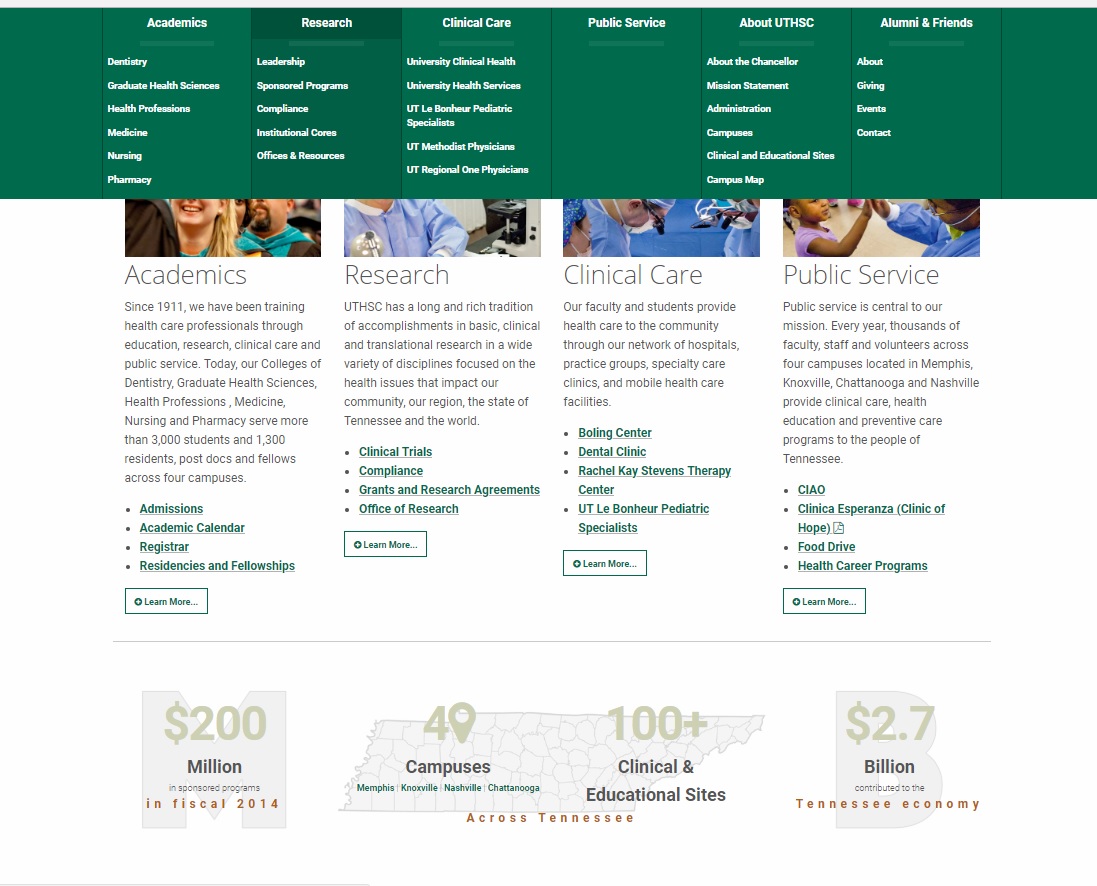 Academics
Dentistry
Graduate Health Sciences
Health Professions
Medicine
Nursing
Pharmacy
Research
Leadership
Sponsored Programs
Compliance
Institutional Cores
Offices & Resources
Clinical Care
University Clinical Health
University Health Services
UT Le Bonheur Pediatric
Specialists
UT Methodist Physicians
UT Regional One Physicians
Public Service
About UTHSC
About the Chancellor
Mission Statement
Administration
Campuses
Clinical and Educational Sites
Campus Map
Alumni & Friends
About
Giving
Events
Contact
Academics
Since 1911, we have been training
health care professionals through
education, research, clinical care and
public service. Today, our Colleges of
Dentistry, Graduate Health Sciences,
Health Professions , Medicine,
Nursing and Pharmacy serve more
than 3,000 students and 1,300
residents, post docs and fellows
across four campuses.
Admissions
Academic Calendar
Registrar
Residencies and Fellowships
Learn More...
Research
UTHSC has a long and rich tradition
of accomplishments in basic, clinical
and translational research in a wide
variety of disciplines focused on the
health issues that impact our
community, our region, the state of
Tennessee and the world.
Clinical Trials
Compliance
Grants and Research Agreements
Office of Research
Learn More...
Clinical Care
Our faculty and students provide
health care to the community
through our network of hospitals,
practice groups, specialty care
clinics, and mobile health care
facilities.
Boling Center
Dental Clinic
Rachel Kay Stevens Therapy
Center
UT Le Bonheur Pediatric
Specialists
Learn More...
Public Service
Public service is central to our
mission. Every year, thousands of
faculty, staff and volunteers across
four campuses located in Memphis,
Knoxville, Chattanooga and Nashville
provide clinical care, health
education and preventive care
programs to the people of
Tennessee.
CIAO
Clinica Esperanza (Clinic of
Hope)
Food Drive
Health Career Programs
Learn More...
M
$200
Million
in sponsored programs
in fiscal 2014
4
Campuses
Memphis | Knoxville | Nashville | Chattanooga
100+
Clinical &
Educational Sites
Across Tennessee
B
$2.7
Billion
contributed to the
Tennessee economy